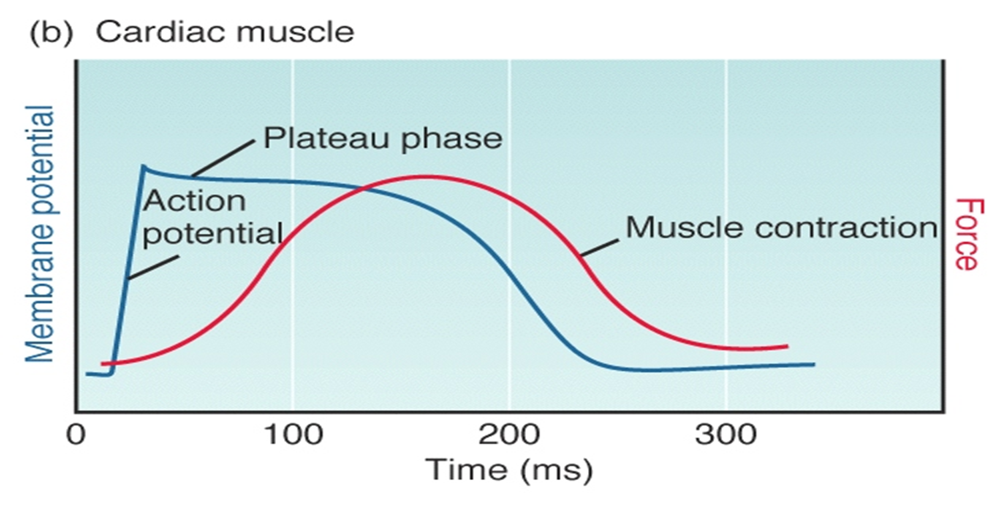 (b) Cardiac muscle
Membrane potential
Plateau phase
Action
potential
Muscle contraction
Force
0 100 200 300
Time (ms)